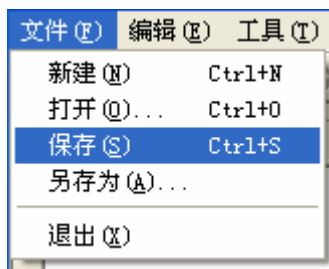 文件(F) 编辑(E) 工具(T)
新建(N) Ctrl+N
打开(O)... Ctrl+O
保存(S) Ctrl+S
另存为(A)...
退出(X)